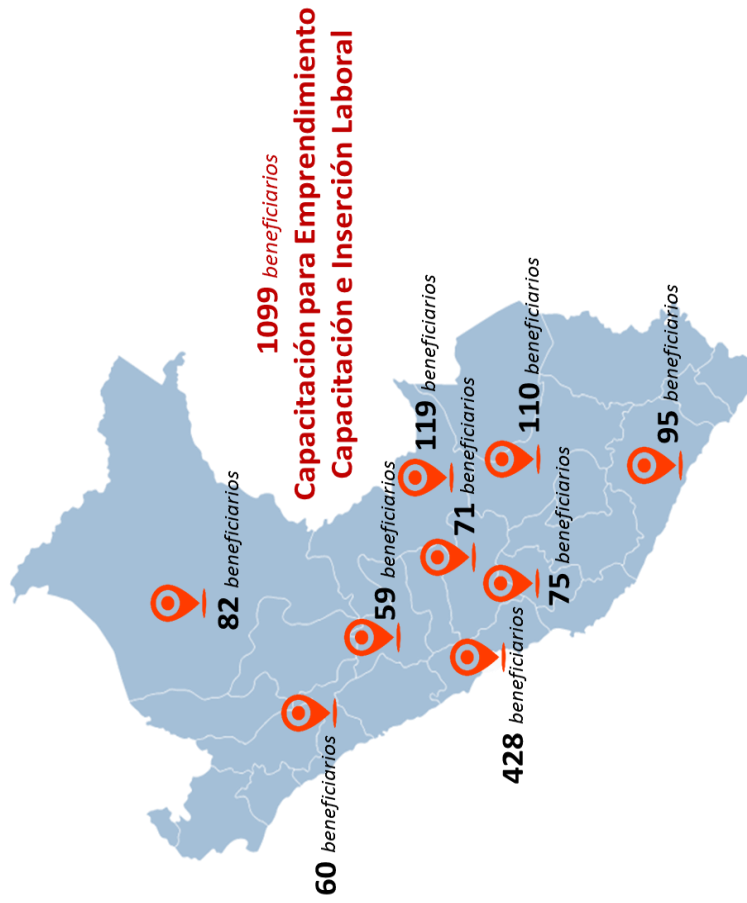 1099 beneficiarios
Capacitación para Emprendimiento
Capacitación e Inserción Laboral
82 beneficiarios
60 beneficiarios
59 beneficiarios
119 beneficiarios
71 beneficiarios
428 beneficiarios
110 beneficiarios
75 beneficiarios
95 beneficiarios